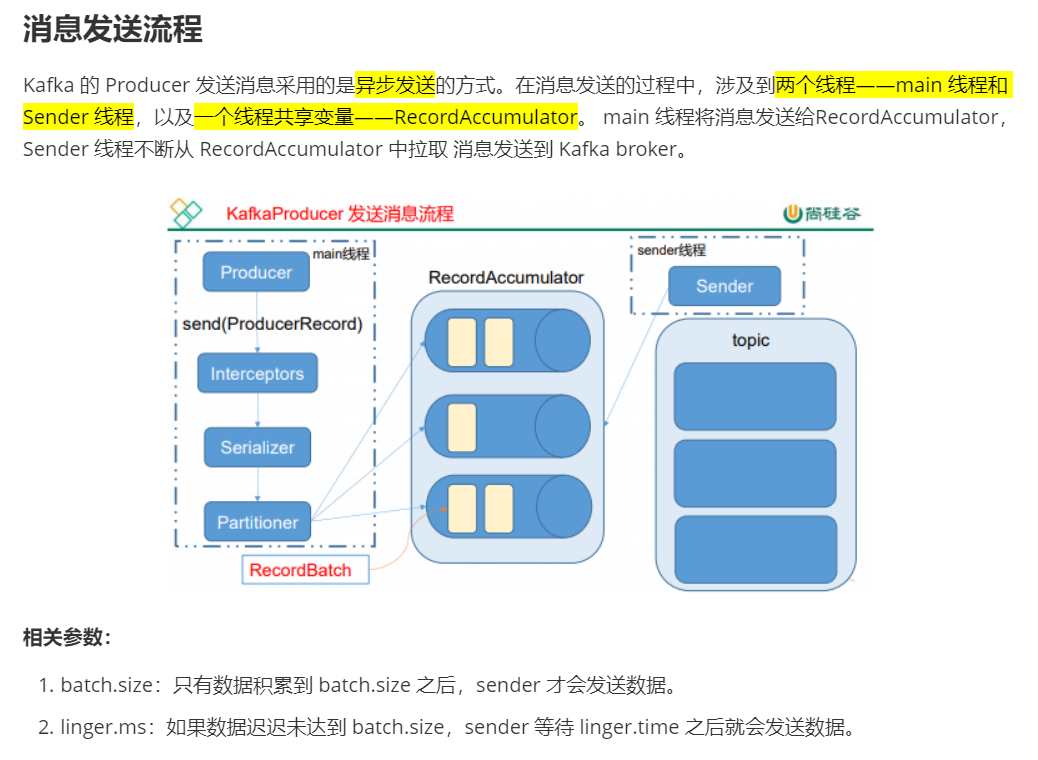 消息发送流程
Kafka 的 Producer 发送消息采用的是异步发送的方式。在消息发送的过程中，涉及到两个线程——main 线程和
Sender 线程，以及一个线程共享变量——RecordAccumulator。 main 线程将消息发送给RecordAccumulator，
Sender 线程不断从 RecordAccumulator 中拉取 消息发送到 Kafka broker。
KafkaProducer 发送消息流程
尚硅谷
main线程
Producer
send(ProducerRecord)
Interceptors
Serializer
Partitioner
RecordBatch
RecordAccumulator
sender线程
Sender
topic
相关参数：
1. batch.size：只有数据积累到 batch.size 之后，sender 才会发送数据。
2. linger.ms：如果数据迟迟未达到 batch.size，sender 等待 linger.time 之后就会发送数据。